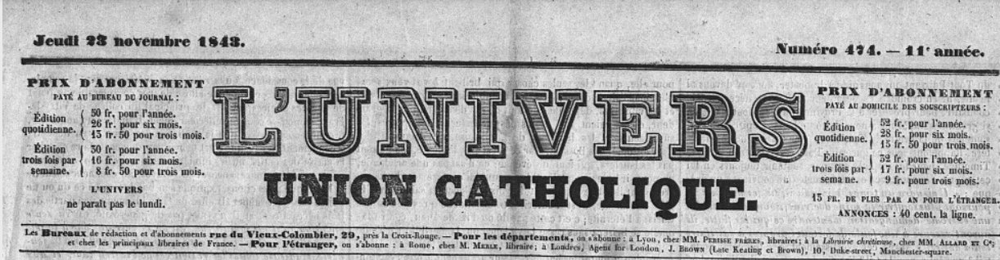 Jeudi 23 novembre 1843.
Numéro 474. — 11e année.
PRIX D'ABONNEMENT
PAYÉ AU BUREAU DU JOURNAL :
Édition quotidienne. { 50 fr. pour l'année.
26 fr. pour six mois.
15 fr. 50 pour trois mois.
Édition trois fois par semaine. { 30 fr. pour l'année.
16 fr. pour six mois.
8 fr. 50 pour trois mois.
L'UNIVERS
ne paraît pas le lundi.
L'UNIVERS
UNION CATHOLIQUE.
PRIX D'ABONNEMENT
PAYÉ AU DOMICILE DES SOUSCRIPTEURS :
Édition quotidienne. { 52 fr. pour l'année.
28 fr. pour six mois.
15 fr. 50 pour trois mois.
Édition trois fois par semaine. { 32 fr. pour l'année.
17 fr. pour six mois.
9 fr. pour trois mois.
15 FR. DE PLUS PAR AN POUR L'ÉTRANGER.
ANNONCES : 40 cent. la ligne.
Les Bureaux de rédaction et d'abonnements rue du Vieux-Colombier, 29, près la Croix-Rouge. — Pour les départements, on s'abonne : à Lyon, chez MM. PERISSE FRÈRES, libraires; à la Librairie chrétienne, chez MM. ALLARD ET Ce;
et chez les principaux libraires de France. — Pour l'étranger, on s'abonne : à Rome, chez M. MERLE, libraire; à Londres, Agent for London, J. BROWN (Late Keating et Brown), 10, Duke-street, Manchester-square.